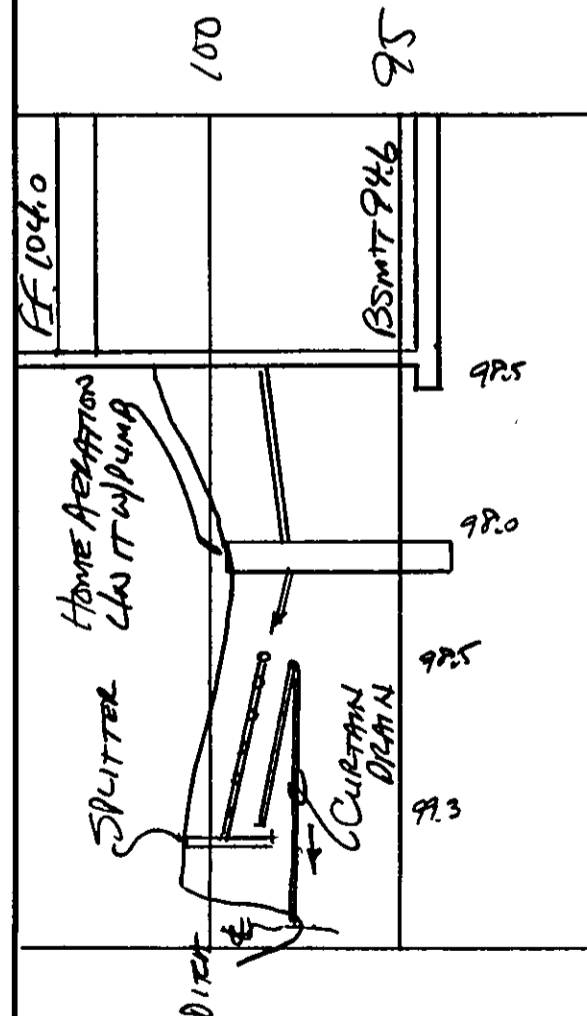 100
95
FF 104.0
BSMT 94.6
98.5
HOME AERATION
UNIT W/PUMP
98.0
98.5
SPLITTER
CURTAIN
DRAIN
99.3
DITCH
℄